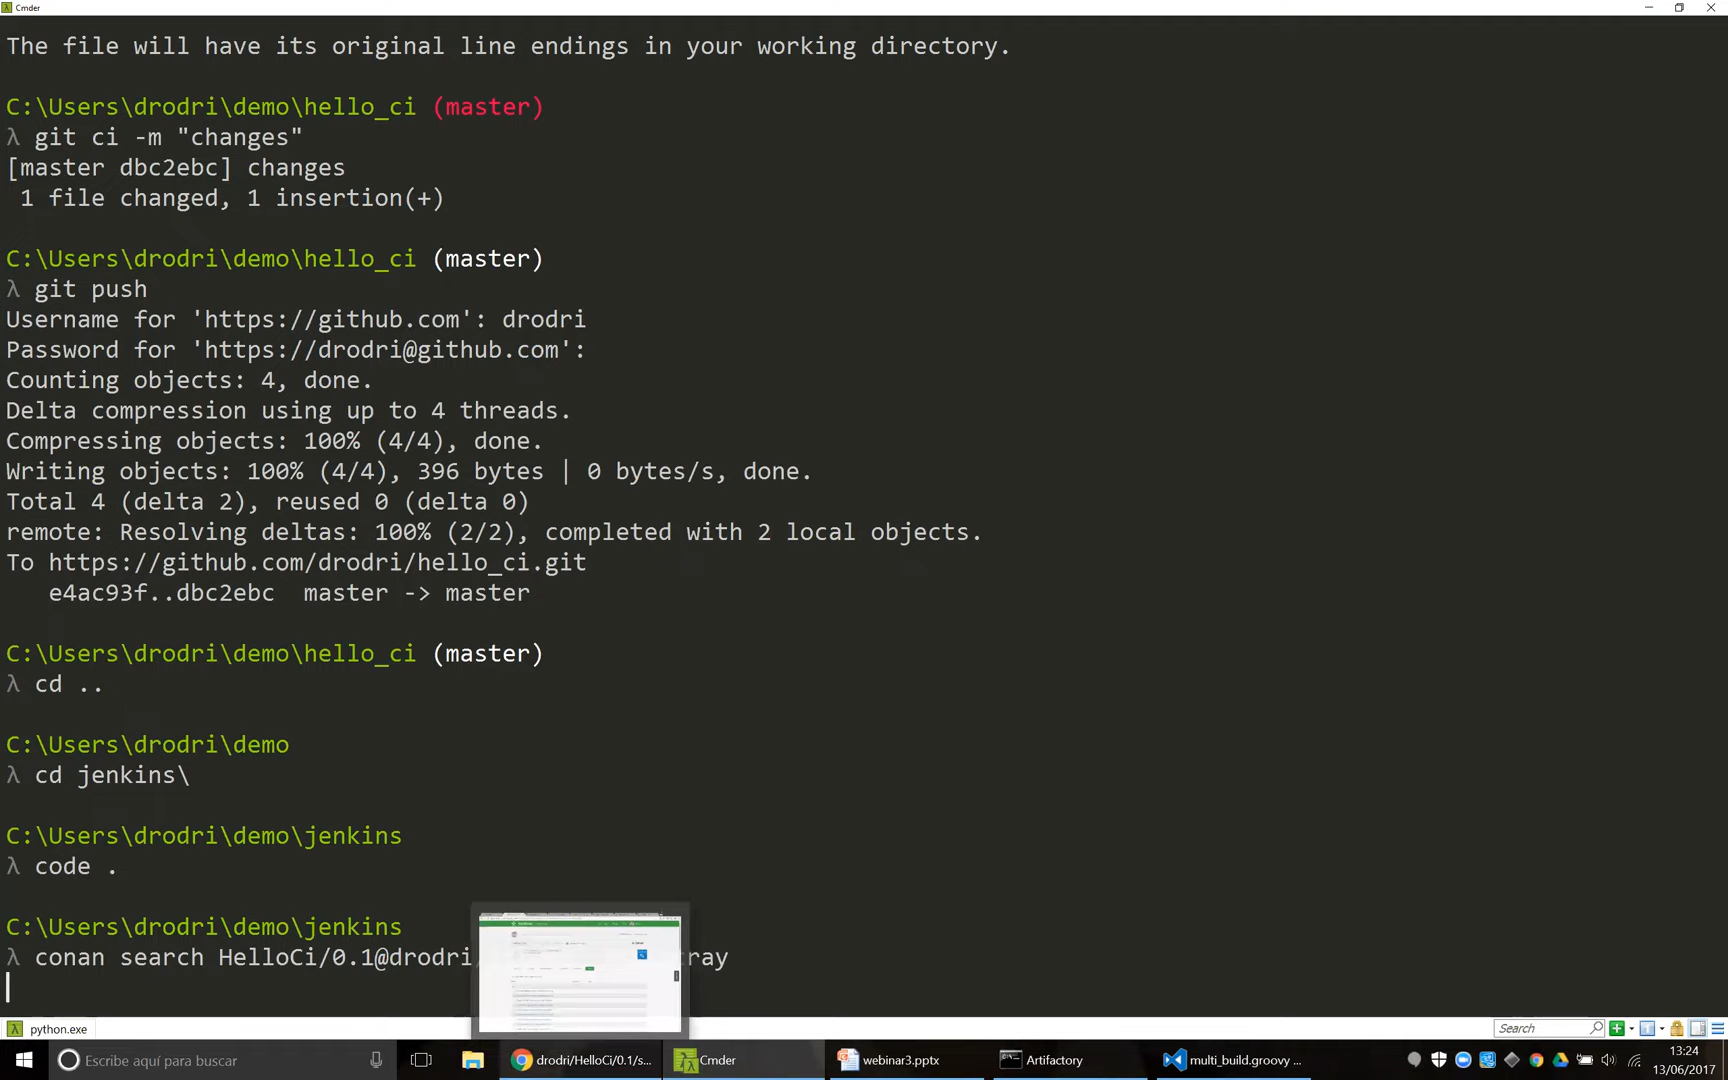 Cmder
The file will have its original line endings in your working directory.
C:\Users\drodri\demo\hello_ci (master)
λ git ci -m "changes"
[master dbc2ebc] changes
1 file changed, 1 insertion(+)
C:\Users\drodri\demo\hello_ci (master)
λ git push
Username for 'https://github.com': drodri
Password for 'https://drodri@github.com':
Counting objects: 4, done.
Delta compression using up to 4 threads.
Compressing objects: 100% (4/4), done.
Writing objects: 100% (4/4), 396 bytes | 0 bytes/s, done.
Total 4 (delta 2), reused 0 (delta 0)
remote: Resolving deltas: 100% (2/2), completed with 2 local objects.
To https://github.com/drodri/hello_ci.git
e4ac93f..dbc2ebc  master -> master
C:\Users\drodri\demo\hello_ci (master)
λ cd ..
C:\Users\drodri\demo
λ cd jenkins\
C:\Users\drodri\demo\jenkins
λ code .
C:\Users\drodri\demo\jenkins
λ conan search HelloCi/0.1@drodri/ ray
λ python.exe Search
Escribe aquí para buscar drodri/HelloCi/0.1/s... Cmder webinar3.pptx Artifactory multi_build.groovy ... 13:24
13/06/2017